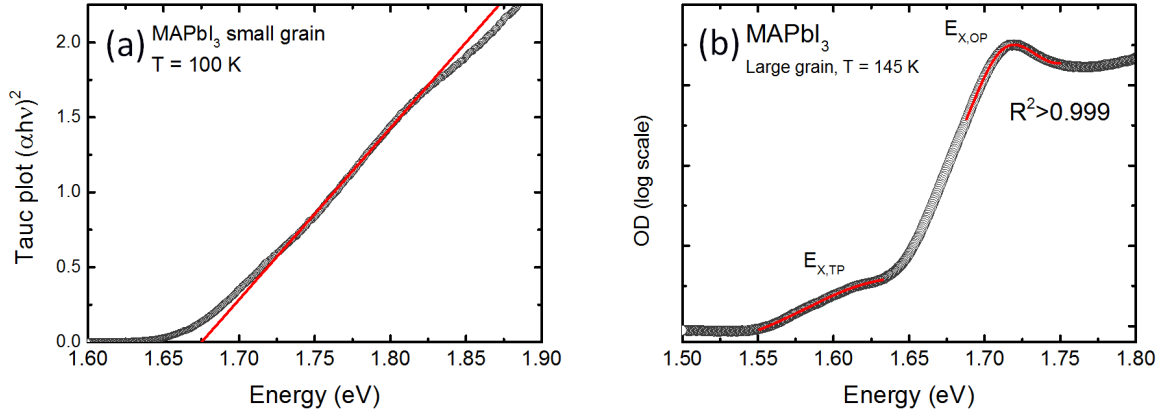 (a) MAPbI₃ small grain
T = 100 K
Tauc plot (αhν)²
2.0
1.5
1.0
0.5
0.0
1.60 1.65 1.70 1.75 1.80 1.85 1.90
Energy (eV)
(b) MAPbI₃
Large grain, T = 145 K
E_X,OP
R²>0.999
E_X,TP
OD (log scale)
1.50 1.55 1.60 1.65 1.70 1.75 1.80
Energy (eV)